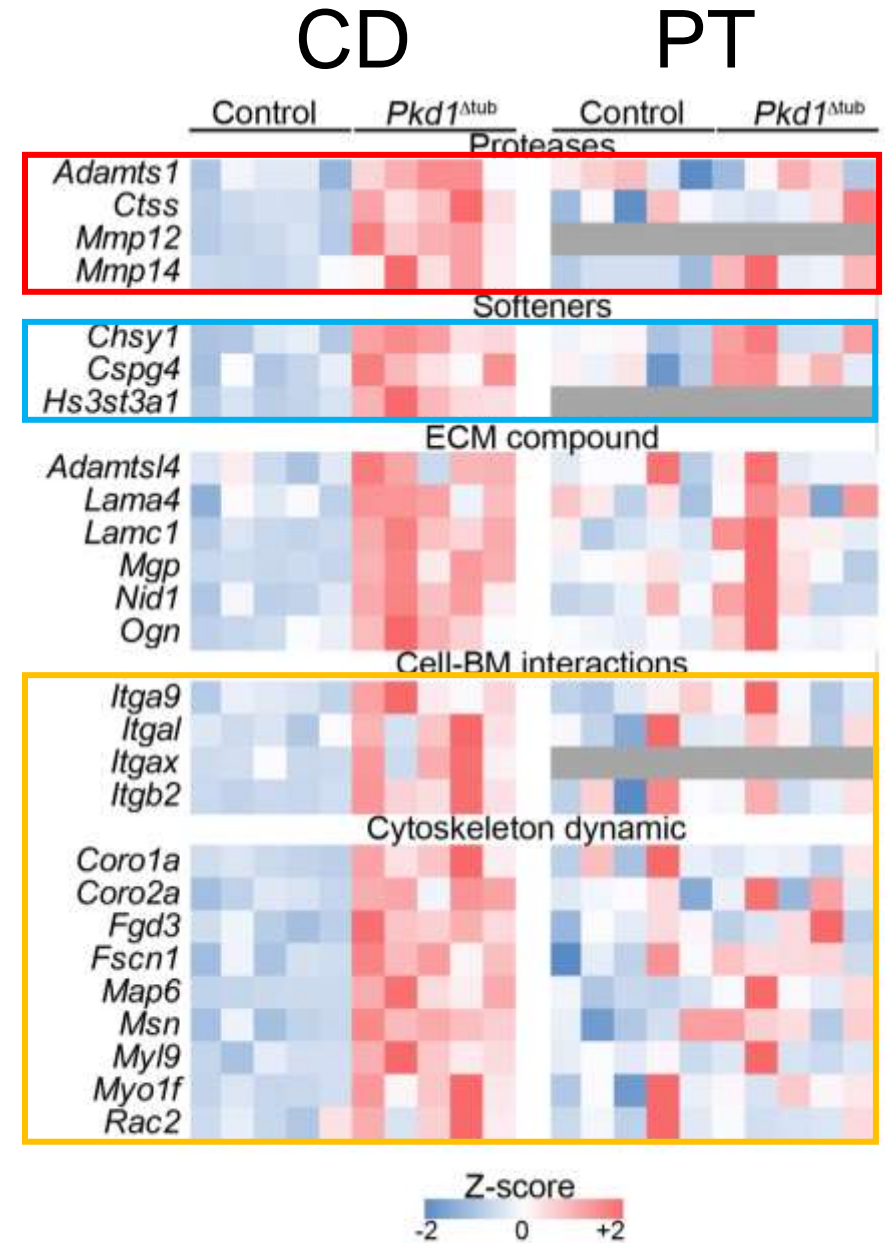 CD PT
Control Pkd1Δtub Control Pkd1Δtub
Proteases
Adamts1
Ctss
Mmp12
Mmp14
Softeners
Chsy1
Cspg4
Hs3st3a1
ECM compound
Adamtsl4
Lama4
Lamc1
Mgp
Nid1
Ogn
Cell-BM interactions
Itga9
Itgal
Itgax
Itgb2
Cytoskeleton dynamic
Coro1a
Coro2a
Fgd3
Fscn1
Map6
Msn
Myl9
Myo1f
Rac2
Z-score
-2 0 +2